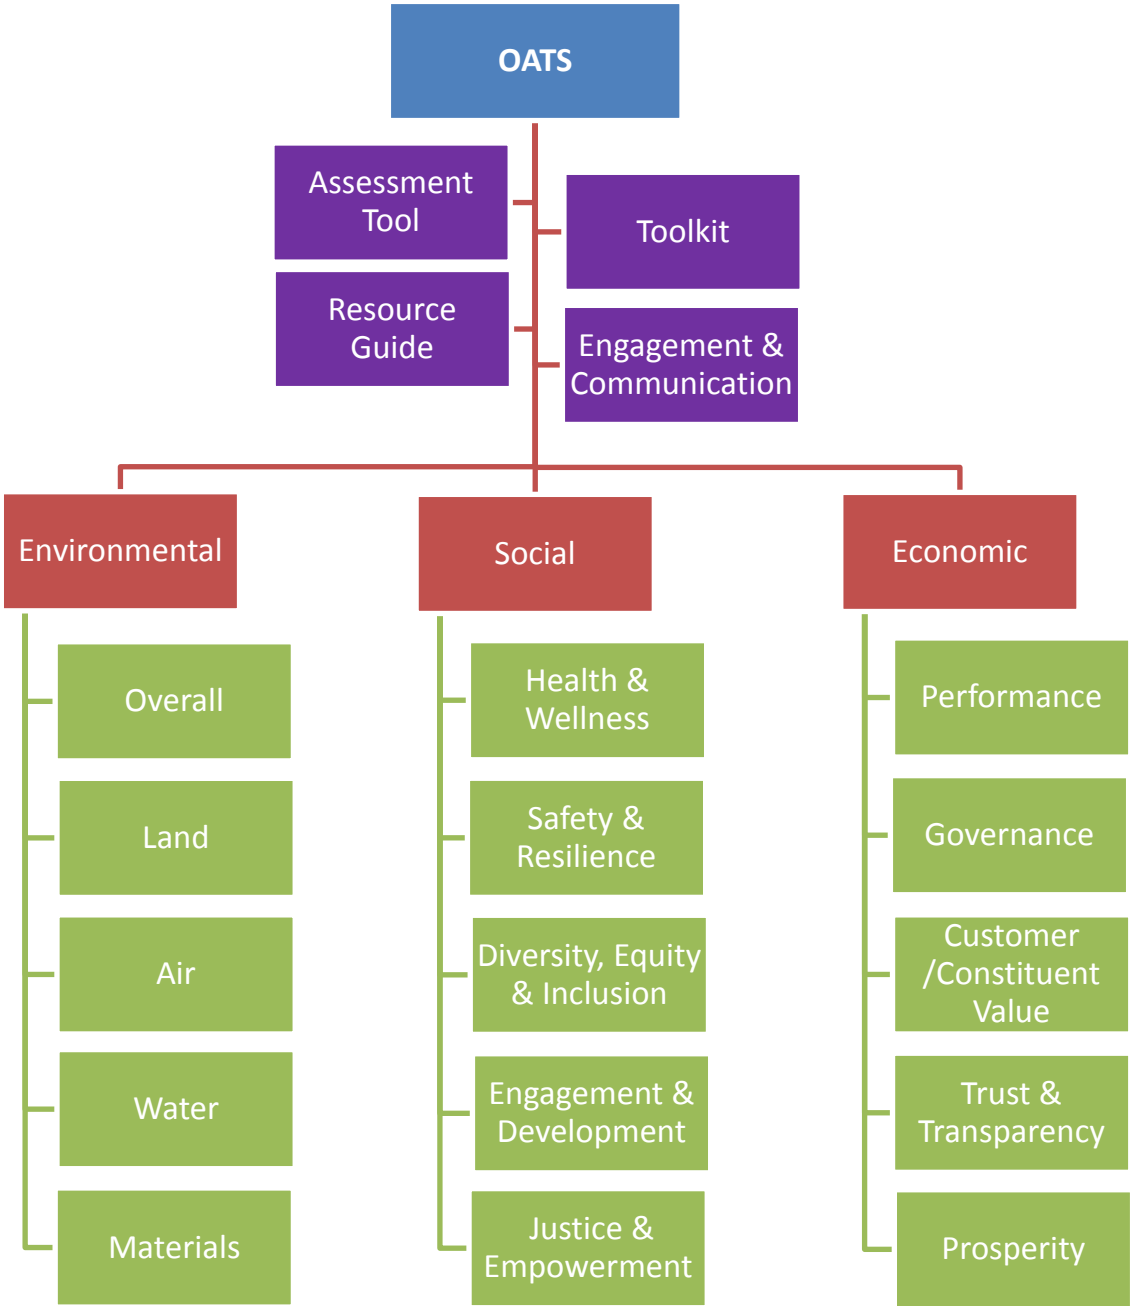 OATS
Assessment
Tool
Toolkit
Resource
Guide
Engagement &
Communication
Environmental
Social
Economic
Overall
Land
Air
Water
Materials
Health &
Wellness
Safety &
Resilience
Diversity, Equity
& Inclusion
Engagement &
Development
Justice &
Empowerment
Performance
Governance
Customer
/Constituent
Value
Trust &
Transparency
Prosperity